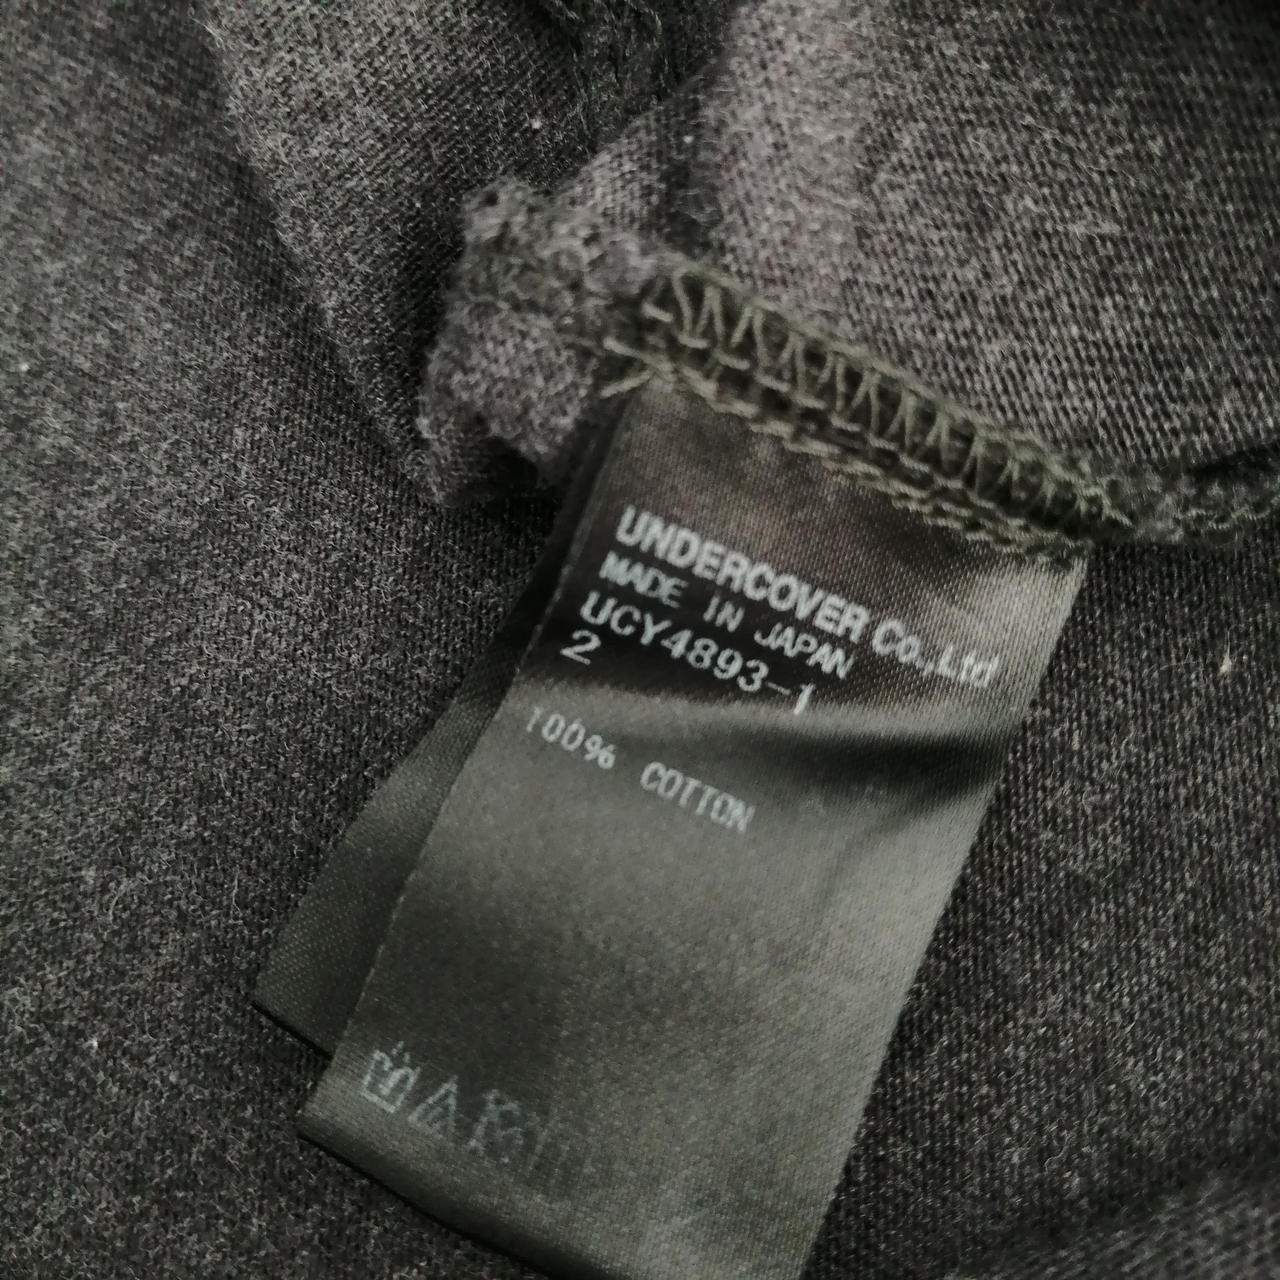 UNDERCOVER Co.,Ltd
MADE IN JAPAN
UCY4893-1
2
100% COTTON